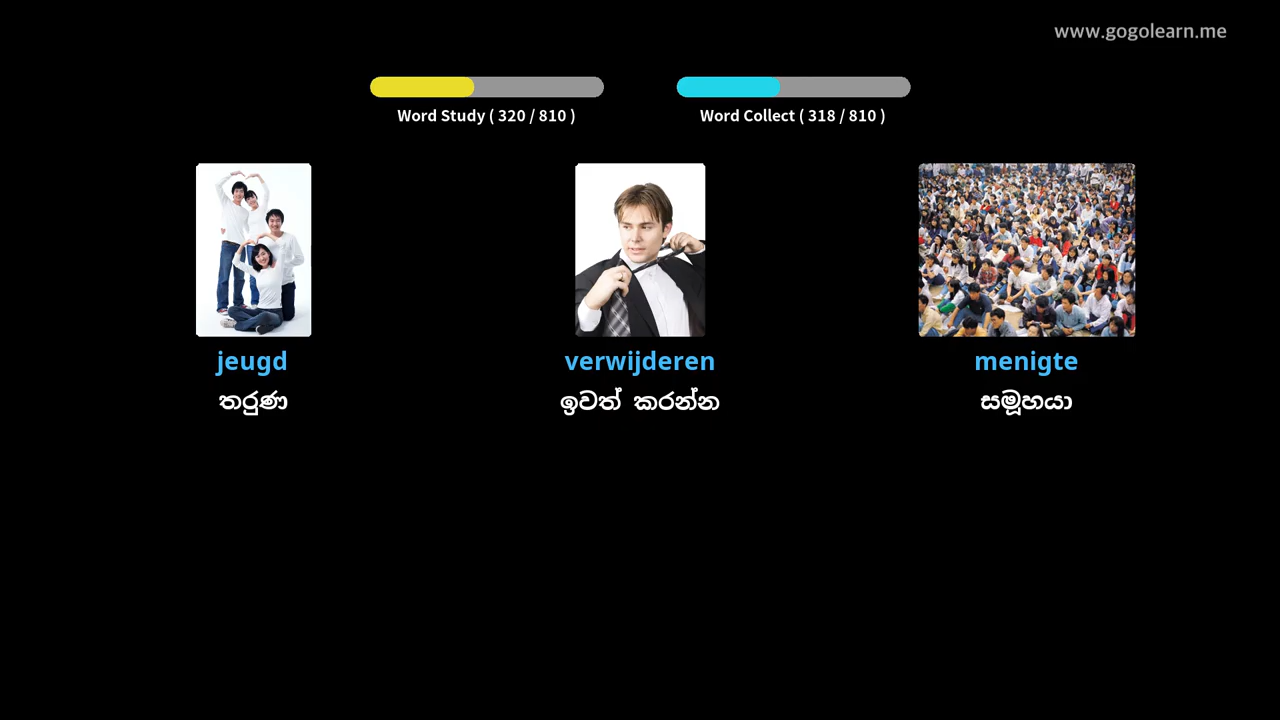 www.gogolearn.me
Word Study ( 320 / 810 )
Word Collect ( 318 / 810 )
jeugd
තරුණ
verwijderen
ඉවත් කරන්න
menigte
සමූහයා